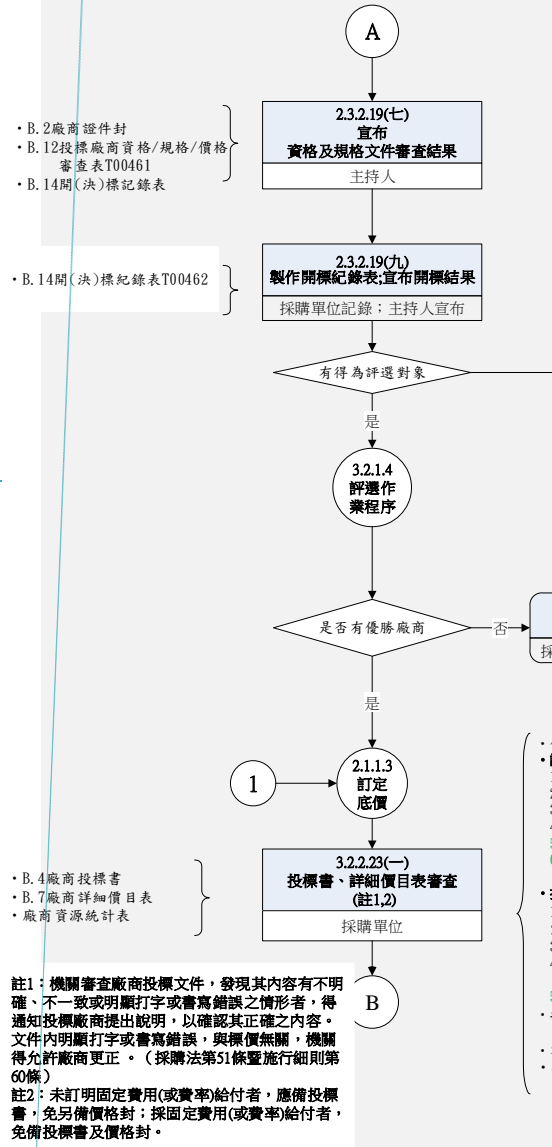 A
2.3.2.19(七)
宣布
資格及規格文件審查結果
主持人
・B.2廠商證件封
・B.12投標廠商資格/規格/價格
審查表T00461
・B.14開(決)標記錄表
2.3.2.19(九)
製作開標紀錄表;宣布開標結果
採購單位記錄；主持人宣布
・B.14開(決)標紀錄表T00462
有得為評選對象
是
3.2.1.4
評選作
業程序
是否有優勝廠商
否
採
是
1
2.1.1.3
訂定
底價
3.2.2.23(一)
投標書、詳細價目表審查
(註1,2)
採購單位
・B.4廠商投標書
・B.7廠商詳細價目表
・廠商資源統計表
B
註1：機關審查廠商投標文件，發現其內容有不明
確、不一致或明顯打字或書寫錯誤之情形者，得
通知投標廠商提出說明，以確認其正確之內容。
文件內明顯打字或書寫錯誤，與標價無關，機關
得允許廠商更正 。（採購法第51條暨施行細則第
60條）
註2：未訂明固定費用(或費率)給付者，應備投標
書，免另備價格封；採固定費用(或費率)給付者，
免備投標書及價格封。